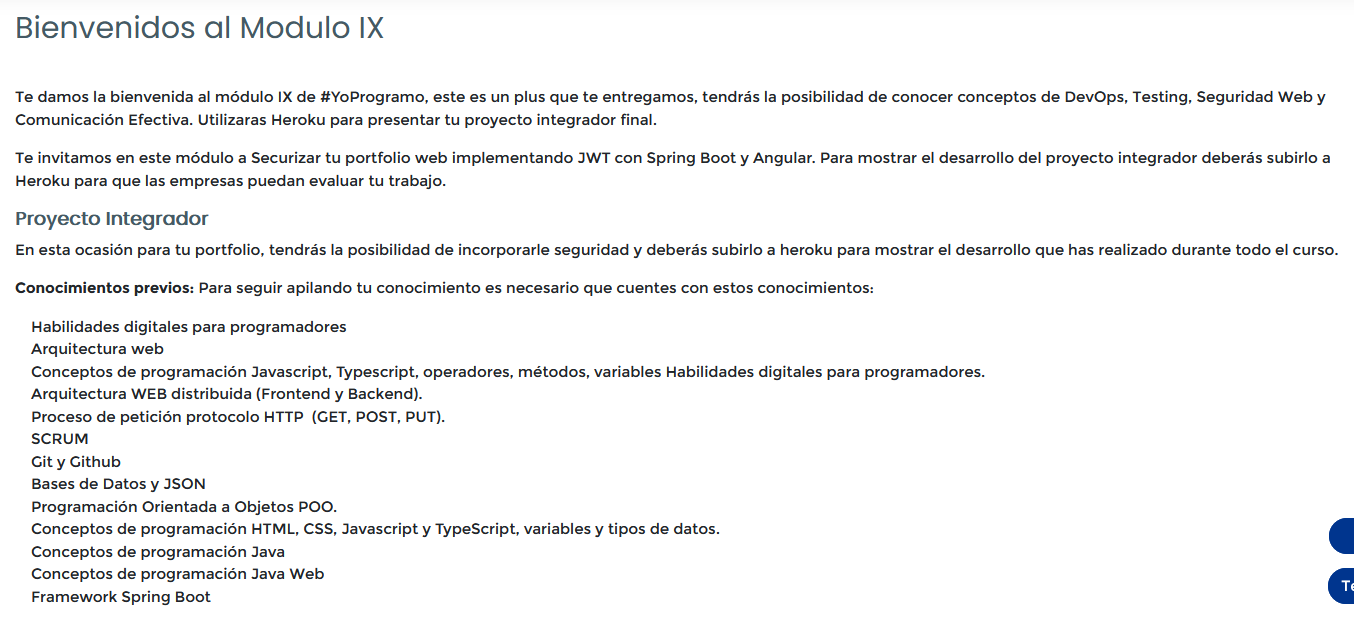 Bienvenidos al Modulo IX
Te damos la bienvenida al módulo IX de #YoProgramo, este es un plus que te entregamos, tendrás la posibilidad de conocer conceptos de DevOps, Testing, Seguridad Web y
Comunicación Efectiva. Utilizaras Heroku para presentar tu proyecto integrador final.
Te invitamos en este módulo a Securizar tu portfolio web implementando JWT con Spring Boot y Angular. Para mostrar el desarrollo del proyecto integrador deberás subirlo a
Heroku para que las empresas puedan evaluar tu trabajo.
Proyecto Integrador
En esta ocasión para tu portfolio, tendrás la posibilidad de incorporarle seguridad y deberás subirlo a heroku para mostrar el desarrollo que has realizado durante todo el curso.
Conocimientos previos: Para seguir apilando tu conocimiento es necesario que cuentes con estos conocimientos:
Habilidades digitales para programadores
Arquitectura web
Conceptos de programación Javascript, Typescript, operadores, métodos, variables Habilidades digitales para programadores.
Arquitectura WEB distribuida (Frontend y Backend).
Proceso de petición protocolo HTTP  (GET, POST, PUT).
SCRUM
Git y Github
Bases de Datos y JSON
Programación Orientada a Objetos POO.
Conceptos de programación HTML, CSS, Javascript y TypeScript, variables y tipos de datos.
Conceptos de programación Java
Conceptos de programación Java Web
Framework Spring Boot